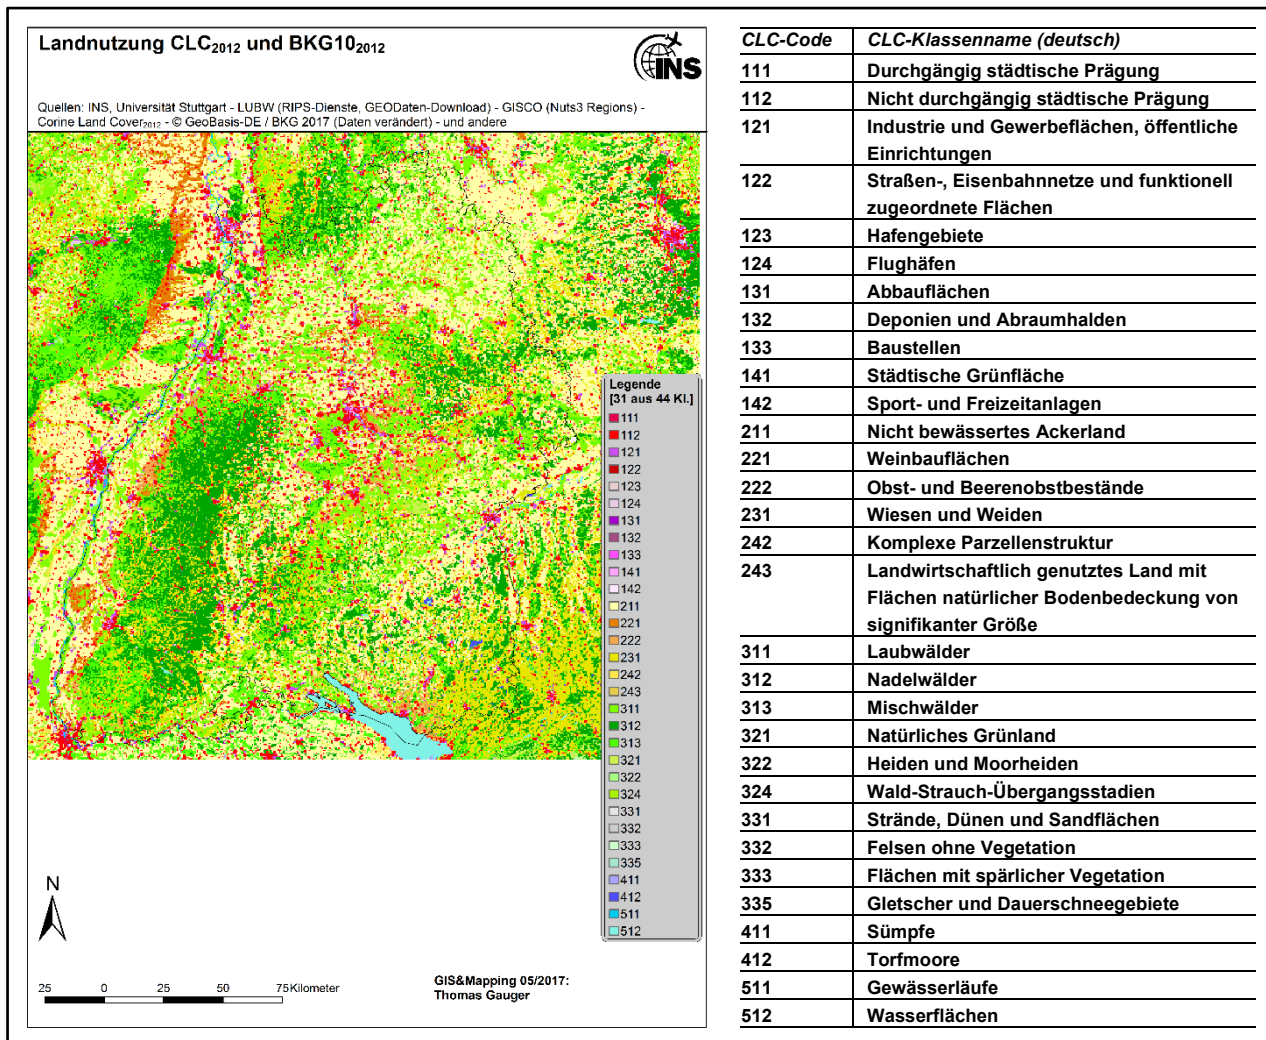 Landnutzung CLC2012 und BKG102012
INS
Quellen: INS, Universität Stuttgart - LUBW (RIPS-Dienste, GEODaten-Download) - GISCO (Nuts3 Regions) -
Corine Land Cover2012 - © GeoBasis-DE / BKG 2017 (Daten verändert) - und andere
Legende
[31 aus 44 Kl.]
111
112
121
122
123
124
131
132
133
141
142
211
221
222
231
242
243
311
312
313
321
322
324
331
332
333
335
411
412
511
512
N
25 0 25 50 75 Kilometer
GIS&Mapping 05/2017:
Thomas Gauger
CLC-Code CLC-Klassenname (deutsch)
111 Durchgängig städtische Prägung
112 Nicht durchgängig städtische Prägung
121 Industrie und Gewerbeflächen, öffentliche
Einrichtungen
122 Straßen-, Eisenbahnnetze und funktionell
zugeordnete Flächen
123 Hafengebiete
124 Flughäfen
131 Abbauflächen
132 Deponien und Abraumhalden
133 Baustellen
141 Städtische Grünfläche
142 Sport- und Freizeitanlagen
211 Nicht bewässertes Ackerland
221 Weinbauflächen
222 Obst- und Beerenobstbestände
231 Wiesen und Weiden
242 Komplexe Parzellenstruktur
243 Landwirtschaftlich genutztes Land mit
Flächen natürlicher Bodenbedeckung von
signifikanter Größe
311 Laubwälder
312 Nadelwälder
313 Mischwälder
321 Natürliches Grünland
322 Heiden und Moorheiden
324 Wald-Strauch-Übergangsstadien
331 Strände, Dünen und Sandflächen
332 Felsen ohne Vegetation
333 Flächen mit spärlicher Vegetation
335 Gletscher und Dauerschneegebiete
411 Sümpfe
412 Torfmoore
511 Gewässerläufe
512 Wasserflächen